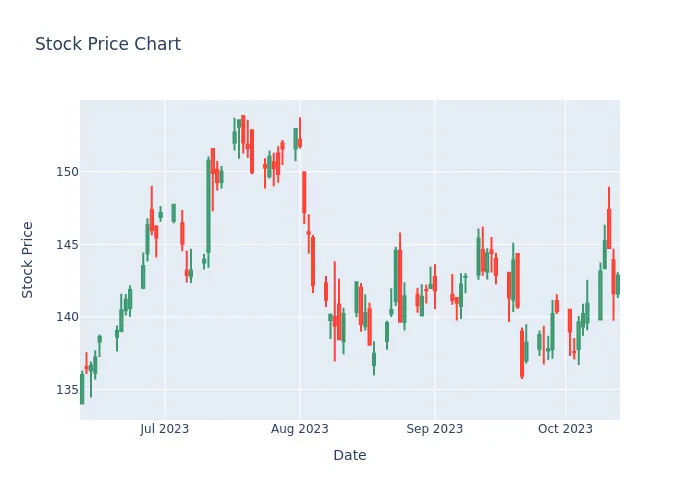 Stock Price Chart
150
145
140
135
Stock Price
Jul 2023
Aug 2023
Sep 2023
Oct 2023
Date